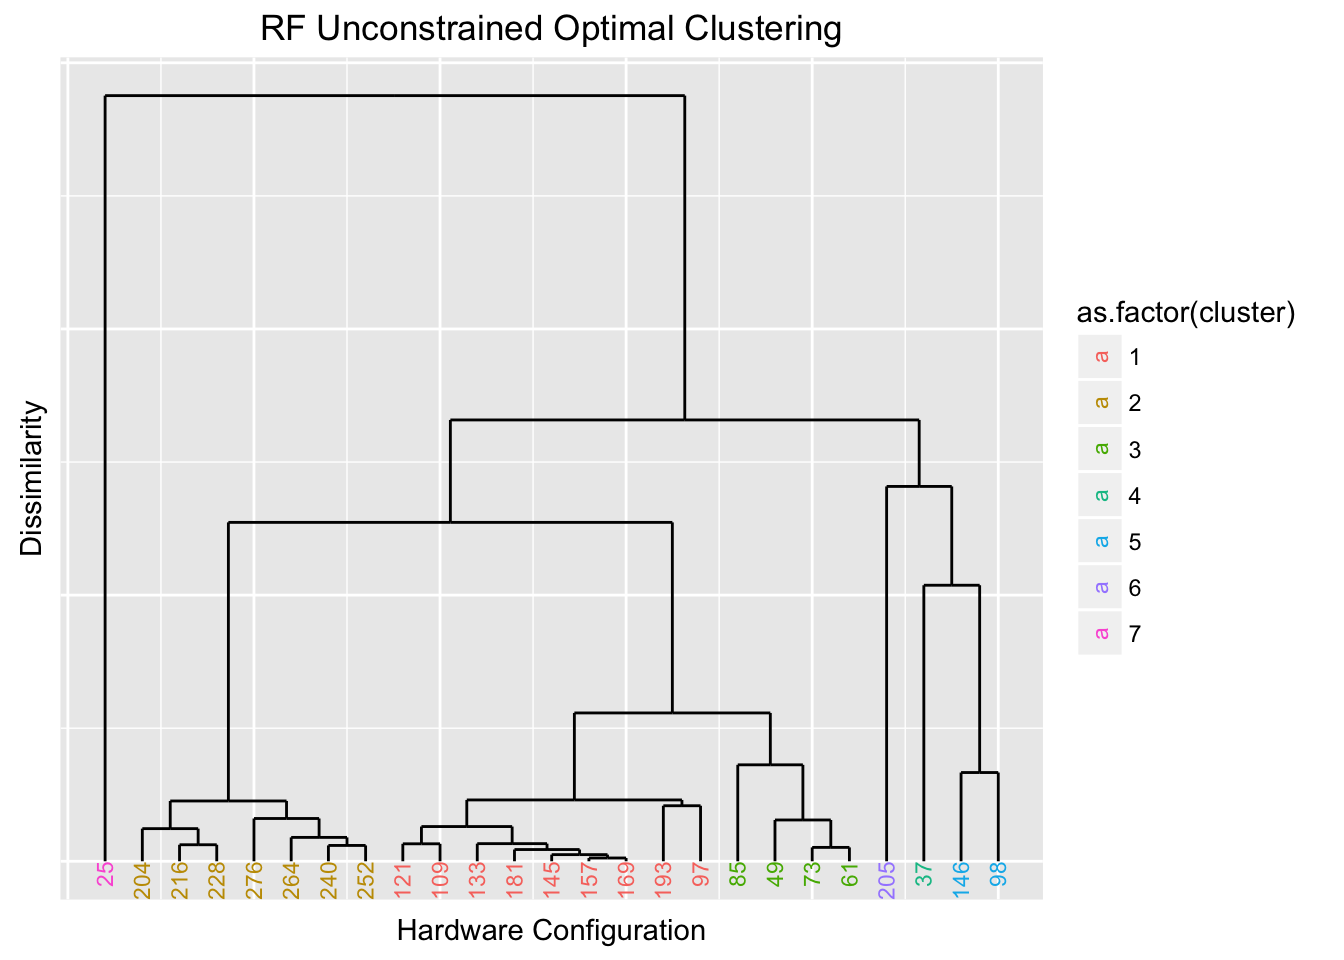 RF Unconstrained Optimal Clustering
Dissimilarity
25 204 216 228 276 264 240 252 121 109 133 181 145 157 169 193 97 85 49 73 61 205 37 146 98
Hardware Configuration
as.factor(cluster)
a 1
a 2
a 3
a 4
a 5
a 6
a 7